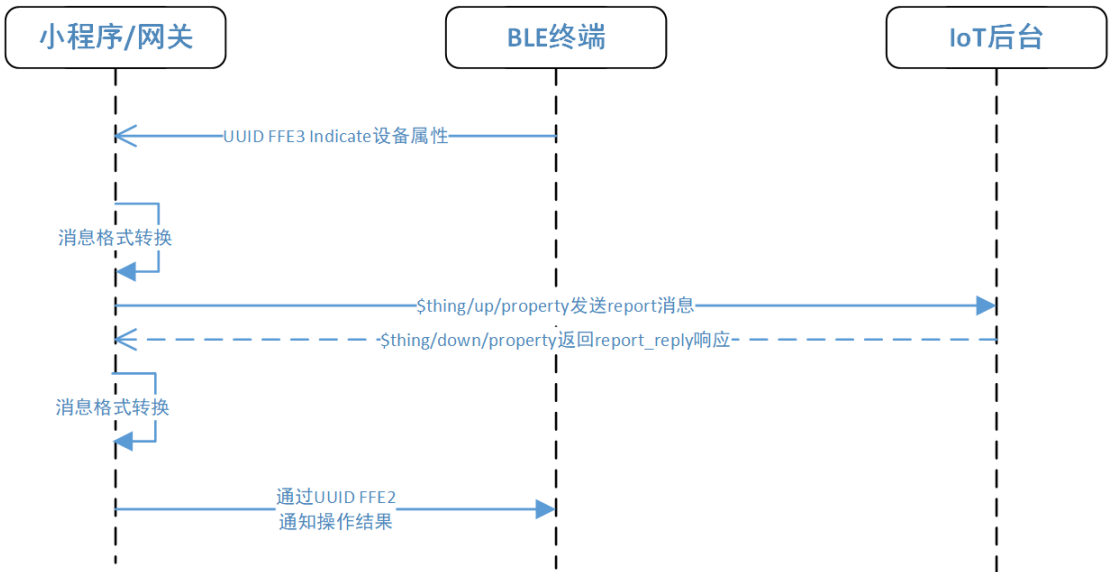 小程序/网关
BLE终端
IoT后台
UUID FFE3 Indicate设备属性
消息格式转换
$thing/up/property发送report消息
$thing/down/property返回report_reply响应
消息格式转换
通过UUID FFE2
通知操作结果